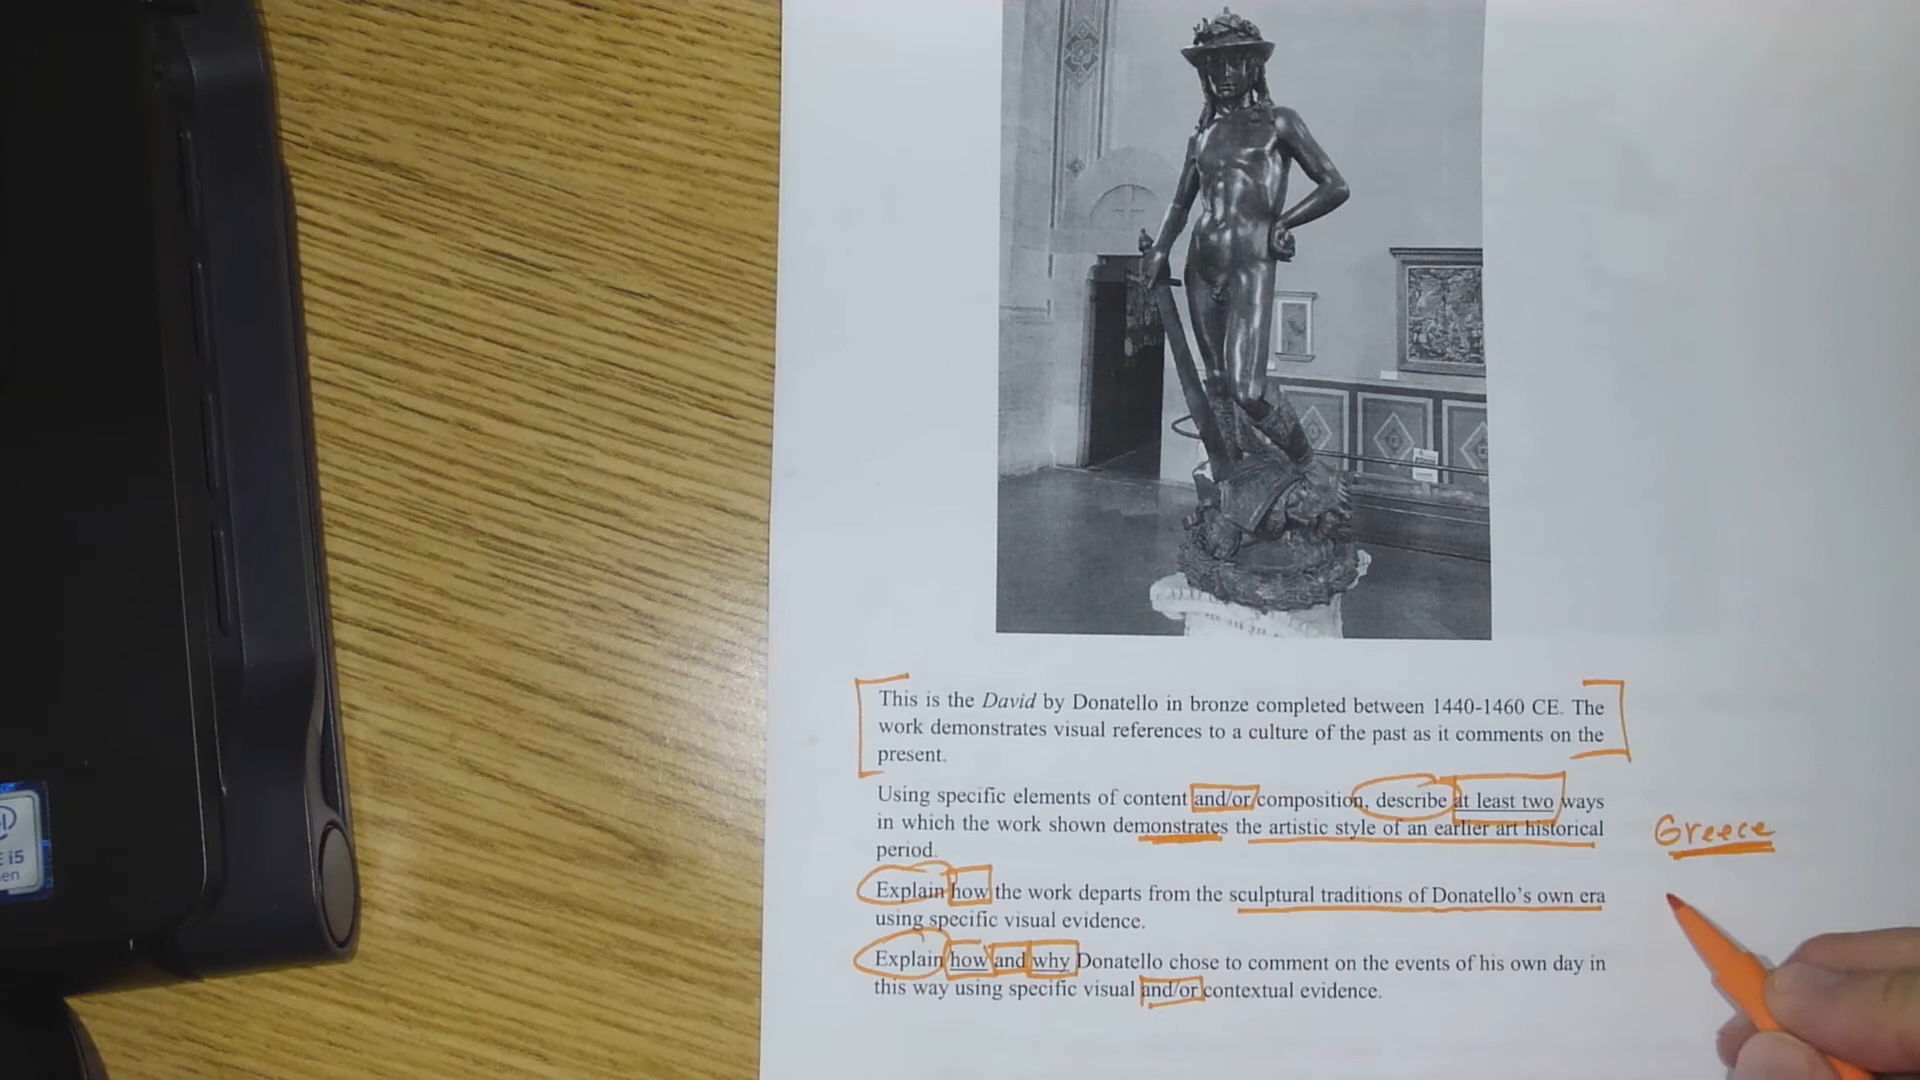 This is the David by Donatello in bronze completed between 1440-1460 CE. The
work demonstrates visual references to a culture of the past as it comments on the
present.
Using specific elements of content and/or composition, describe at least two ways
in which the work shown demonstrates the artistic style of an earlier art historical
period.
Greece
Explain how the work departs from the sculptural traditions of Donatello's own era
using specific visual evidence.
Explain how and why Donatello chose to comment on the events of his own day in
this way using specific visual and/or contextual evidence.
i5